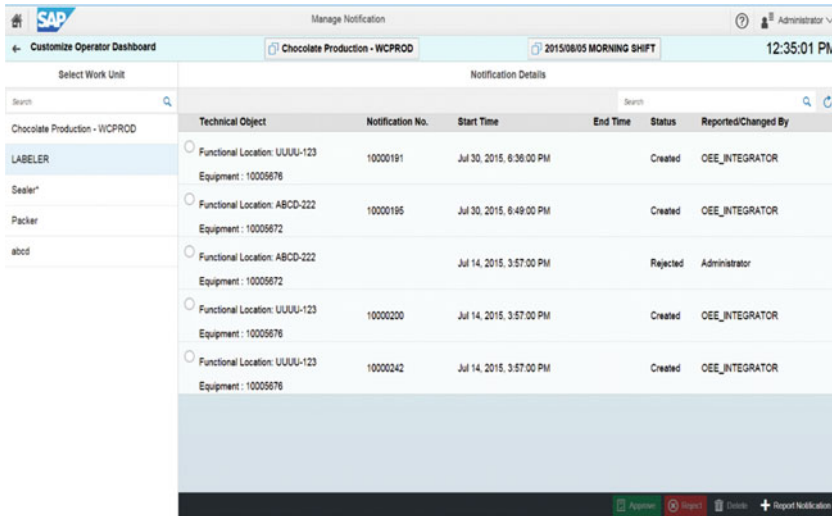 SAP
Manage Notification
Administrator
Customize Operator Dashboard
Chocolate Production - WCPROD
2015/08/05 MORNING SHIFT
12:35:01 PM
Select Work Unit
Notification Details
Search
Search
Chocolate Production - WCPROD
LABELER
Sealer*
Packer
abcd
Technical Object Notification No. Start Time End Time Status Reported/Changed By
Functional Location: UUUU-123
Equipment : 10005676
10000191 Jul 30, 2015, 6:36:00 PM Created OEE_INTEGRATOR
Functional Location: ABCD-222
Equipment : 10005672
10000195 Jul 30, 2015, 6:49:00 PM Created OEE_INTEGRATOR
Functional Location: ABCD-222
Equipment : 10005672
Jul 14, 2015, 3:57:00 PM Rejected Administrator
Functional Location: UUUU-123
Equipment : 10005676
10000200 Jul 14, 2015, 3:57:00 PM Created OEE_INTEGRATOR
Functional Location: UUUU-123
Equipment : 10005676
10000242 Jul 14, 2015, 3:57:00 PM Created OEE_INTEGRATOR
Approve Reject Delete Report Notification